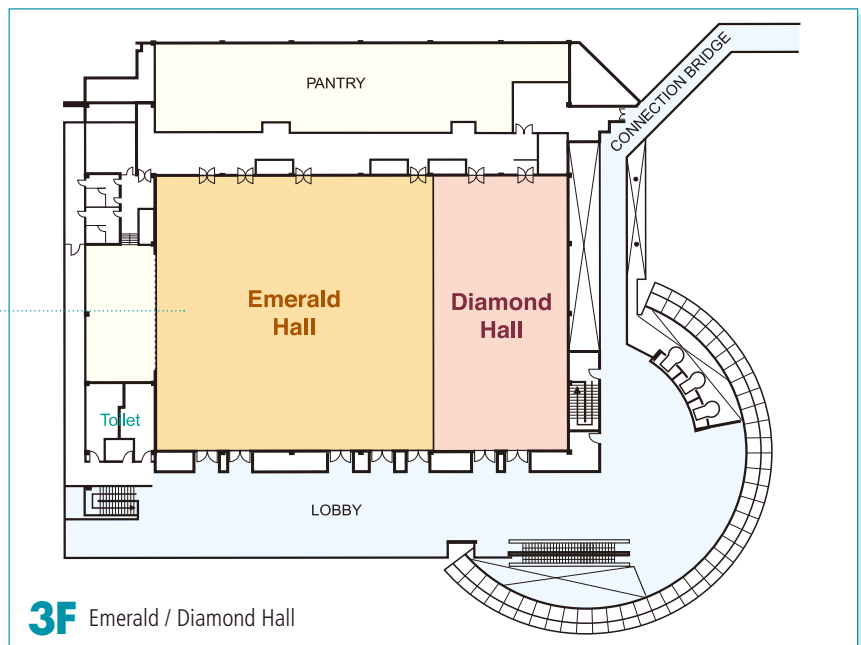 PANTRY
CONNECTION BRIDGE
Emerald
Hall
Diamond
Hall
Toilet
LOBBY
3F Emerald / Diamond Hall